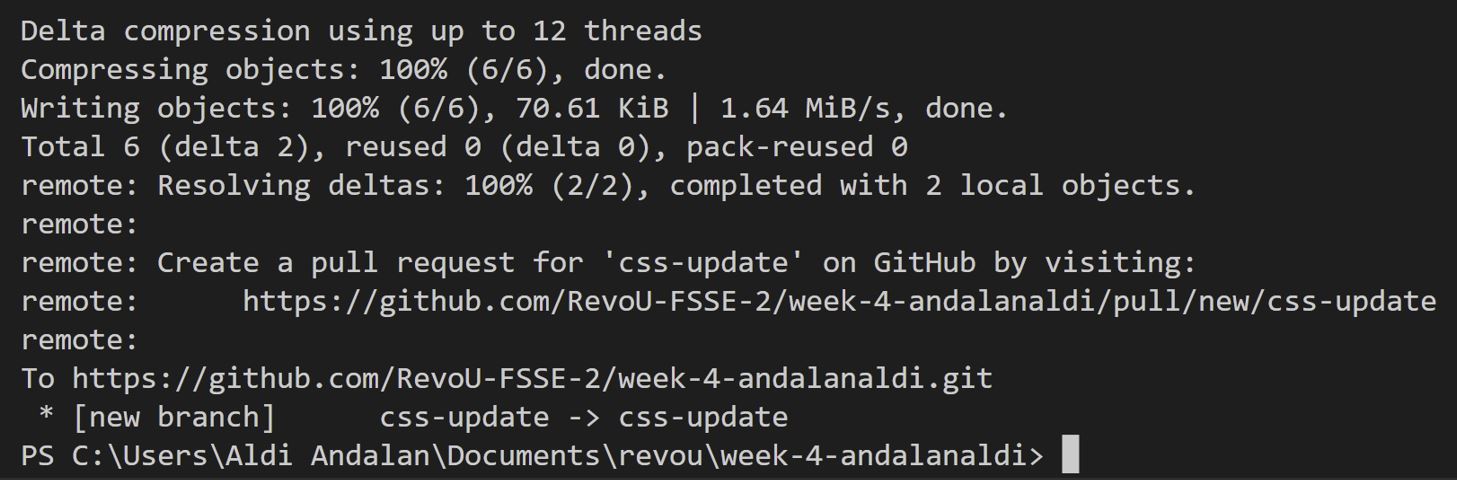 Delta compression using up to 12 threads
Compressing objects: 100% (6/6), done.
Writing objects: 100% (6/6), 70.61 KiB | 1.64 MiB/s, done.
Total 6 (delta 2), reused 0 (delta 0), pack-reused 0
remote: Resolving deltas: 100% (2/2), completed with 2 local objects.
remote:
remote: Create a pull request for 'css-update' on GitHub by visiting:
remote:      https://github.com/RevoU-FSSE-2/week-4-andalanaldi/pull/new/css-update
remote:
To https://github.com/RevoU-FSSE-2/week-4-andalanaldi.git
 * [new branch]      css-update -> css-update
PS C:\Users\Aldi Andalan\Documents\revou\week-4-andalanaldi>